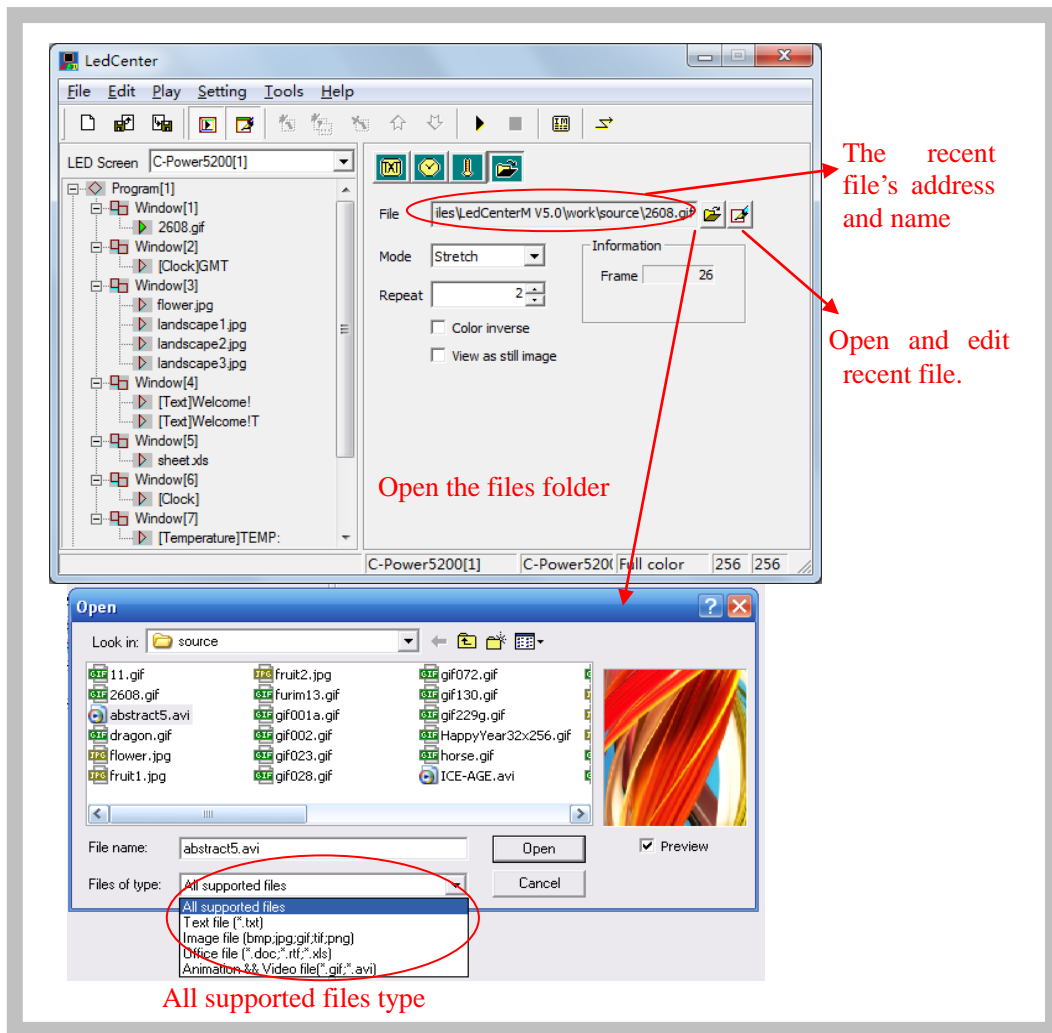 LedCenter
File Edit Play Setting Tools Help
LED Screen C-Power5200[1]
TXT
Program[1]
Window[1]
2608.gif
Window[2]
[Clock]GMT
Window[3]
flower.jpg
landscape1.jpg
landscape2.jpg
landscape3.jpg
Window[4]
[Text]Welcome!
[Text]Welcome!T
Window[5]
sheet.xls
Window[6]
[Clock]
Window[7]
[Temperature]TEMP:
File iles\LedCenterM V5.0\work\source\2608.gif
Mode Stretch
Information
Frame 26
Repeat 2
Color inverse
View as still image
The recent
file's address
and name
Open and edit
recent file.
Open the files folder
C-Power5200[1] C-Power520( Full color 256 256
Open
Look in: source
11.gif fruit2.jpg gif072.gif
2608.gif furim13.gif gif130.gif
abstract5.avi gif001a.gif gif229g.gif
dragon.gif gif002.gif HappyYear32x256.gif
flower.jpg gif023.gif horse.gif
fruit1.jpg gif028.gif ICE-AGE.avi
File name: abstract5.avi Open Preview
Files of type: All supported files Cancel
All supported files
Text file (*.txt)
Image file (bmp;jpg;gif;tif;png)
Office file (*.doc;*.rtf;*.xls)
Animation && Video file(*.gif;*.avi)
All supported files type